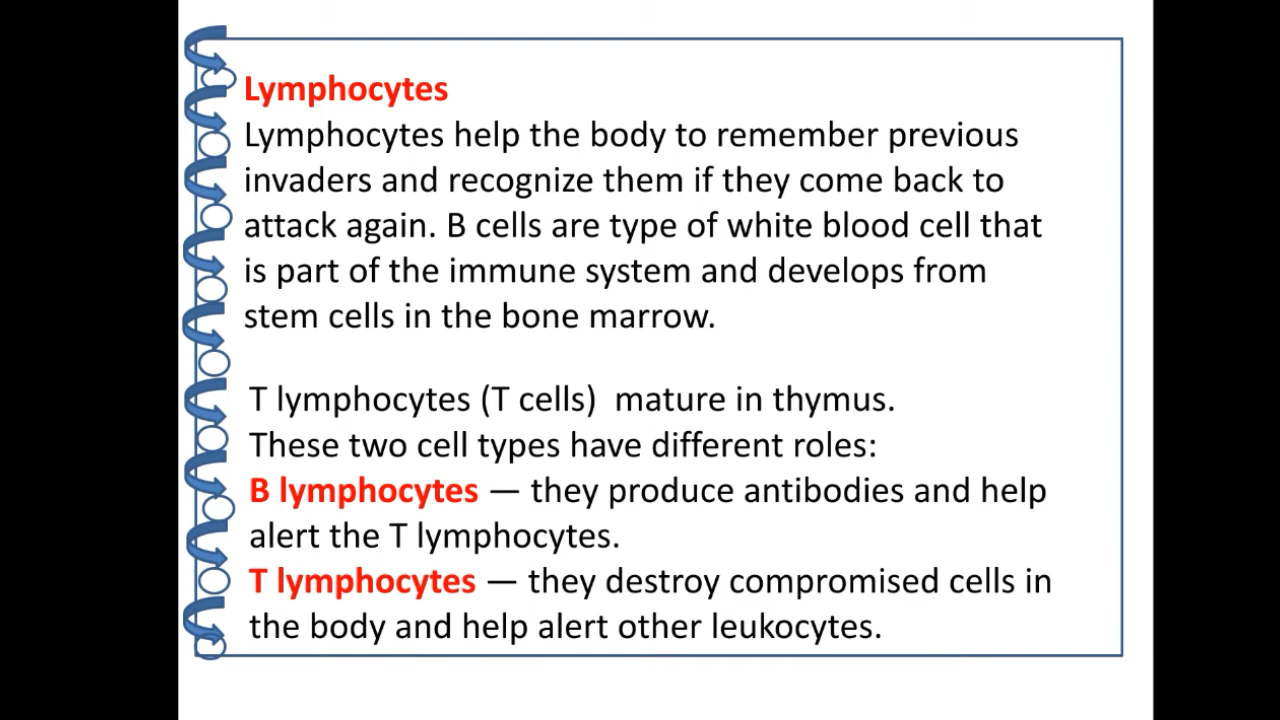 Lymphocytes
Lymphocytes help the body to remember previous
invaders and recognize them if they come back to
attack again. B cells are type of white blood cell that
is part of the immune system and develops from
stem cells in the bone marrow.
T lymphocytes (T cells)  mature in thymus.
These two cell types have different roles:
B lymphocytes — they produce antibodies and help
alert the T lymphocytes.
T lymphocytes — they destroy compromised cells in
the body and help alert other leukocytes.